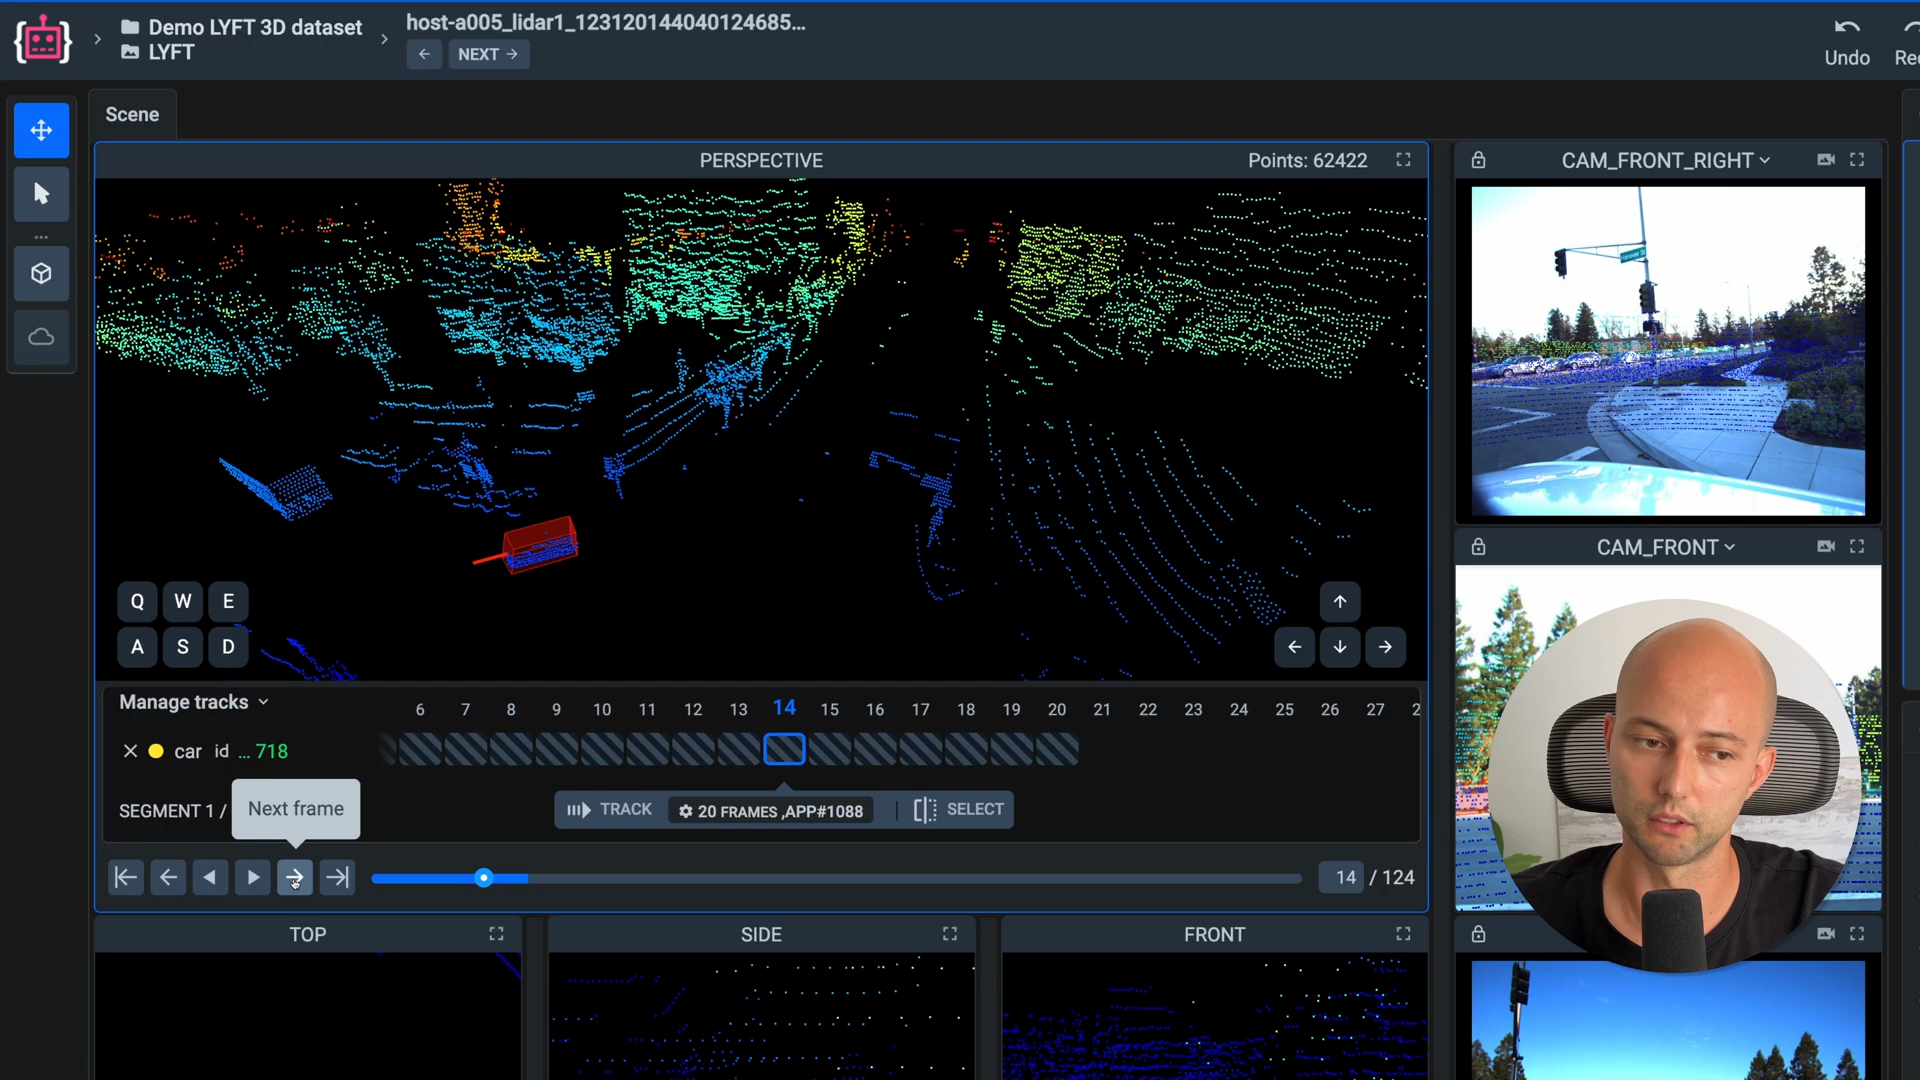 Demo LYFT 3D dataset
LYFT
host-a005_lidar1_123120144040124685...
NEXT
Undo
Scene
PERSPECTIVE
Points: 62422
CAM_FRONT_RIGHT
CAM_FRONT
Q W E
A S D
Manage tracks
6 7 8 9 10 11 12 13 14 15 16 17 18 19 20 21 22 23 24 25 26 27
car id ... 718
SEGMENT 1 /
Next frame
TRACK
20 FRAMES ,APP#1088
SELECT
14 / 124
TOP
SIDE
FRONT